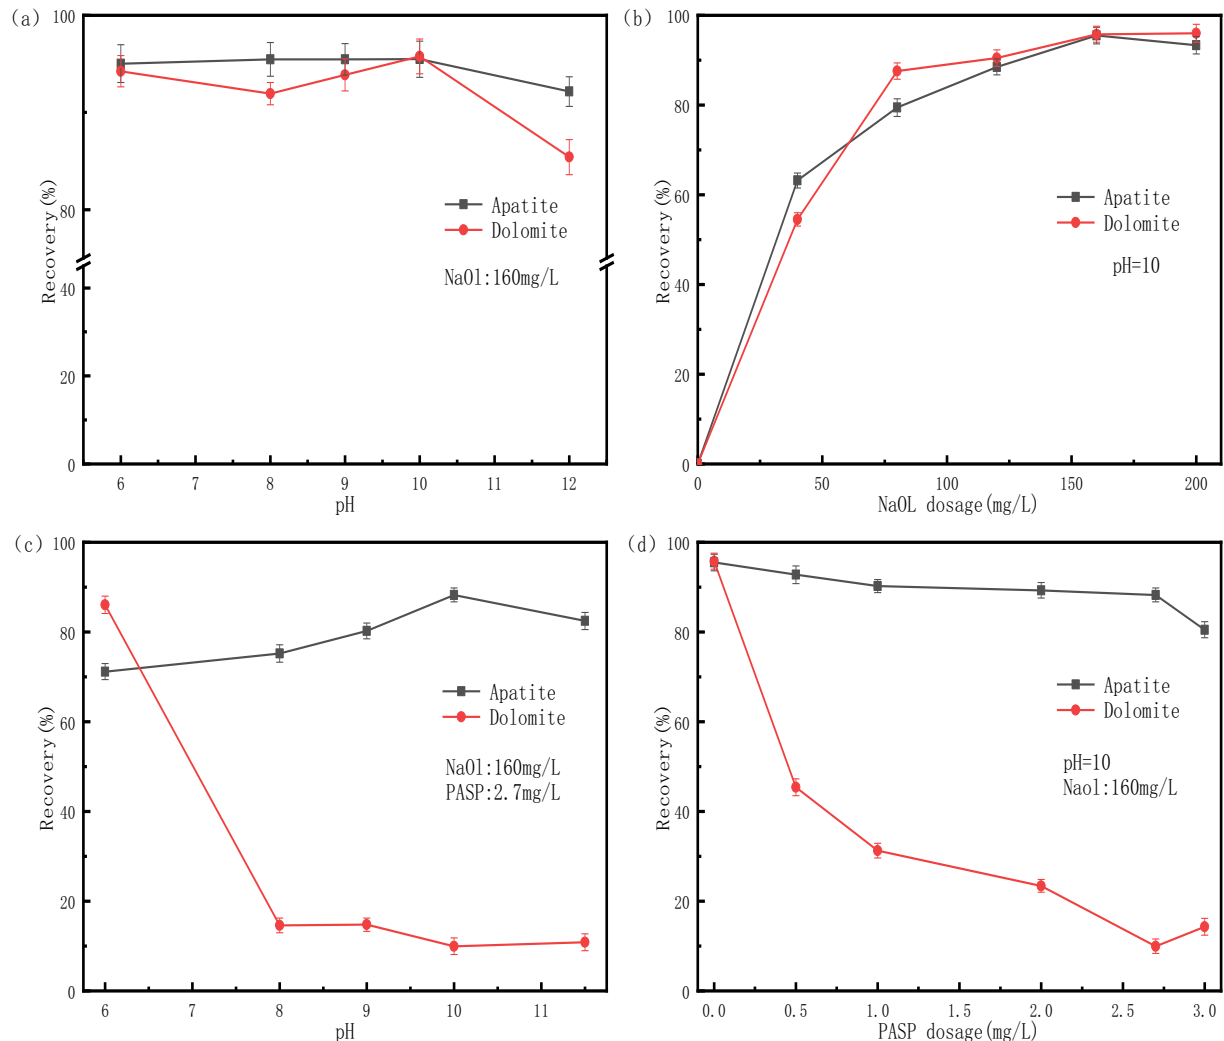 (a)
100
80
40
20
0
Recovery(%)
Apatite
Dolomite
NaOl:160mg/L
6 7 8 9 10 11 12
pH
(b)
100
80
60
40
20
0
Recovery(%)
Apatite
Dolomite
pH=10
0 50 100 150 200
NaOL dosage(mg/L)
(c)
100
80
60
40
20
0
Recovery(%)
Apatite
Dolomite
NaOl:160mg/L
PASP:2.7mg/L
6 7 8 9 10 11
pH
(d)
100
80
60
40
20
0
Recovery(%)
Apatite
Dolomite
pH=10
Naol:160mg/L
0.0 0.5 1.0 1.5 2.0 2.5 3.0
PASP dosage(mg/L)